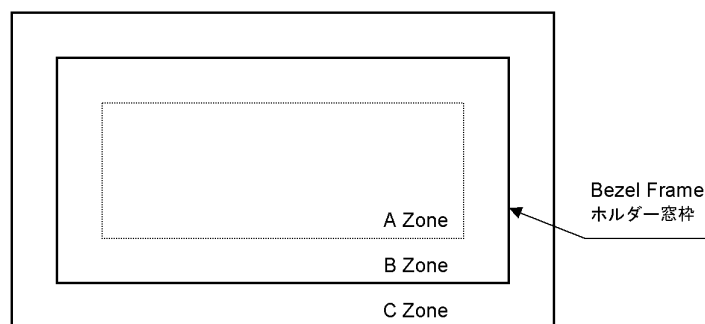 Bezel Frame
ホルダー窓枠
A Zone
B Zone
C Zone